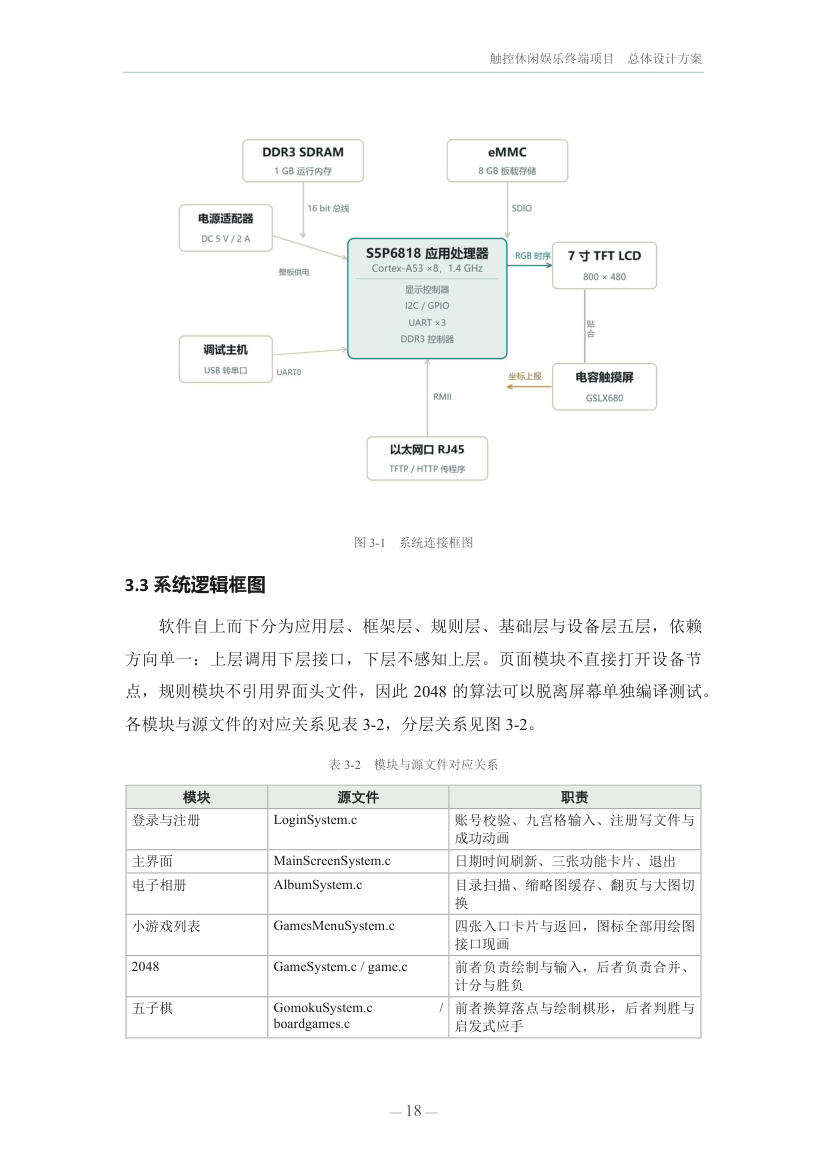 触控休闲娱乐终端项目 总体设计方案
DDR3 SDRAM
1 GB 运行内存
eMMC
8 GB 板载存储
16 bit 总线
SDIO
电源适配器
DC 5 V / 2 A
整板供电
S5P6818 应用处理器
Cortex-A53 ×8，1.4 GHz
显示控制器
I2C / GPIO
UART ×3
DDR3 控制器
RGB 时序
7 寸 TFT LCD
800 × 480
贴
合
调试主机
USB 转串口
UART0
坐标上报
电容触摸屏
GSLX680
RMII
以太网口 RJ45
TFTP / HTTP 传程序
图 3-1 系统连接框图
3.3 系统逻辑框图
软件自上而下分为应用层、框架层、规则层、基础层与设备层五层，依赖
方向单一：上层调用下层接口，下层不感知上层。页面模块不直接打开设备节
点，规则模块不引用界面头文件，因此 2048 的算法可以脱离屏幕单独编译测试。
各模块与源文件的对应关系见表 3-2，分层关系见图 3-2。
表 3-2 模块与源文件对应关系
模块 源文件 职责
登录与注册 LoginSystem.c 账号校验、九宫格输入、注册写文件与
成功动画
主界面 MainScreenSystem.c 日期时间刷新、三张功能卡片、退出
电子相册 AlbumSystem.c 目录扫描、缩略图缓存、翻页与大图切
换
小游戏列表 GamesMenuSystem.c 四张入口卡片与返回，图标全部用绘图
接口现画
2048 GameSystem.c / game.c 前者负责绘制与输入，后者负责合并、
计分与胜负
五子棋 GomokuSystem.c / 前者换算落点与绘制棋形，后者判胜与
boardgames.c 启发式应手
— 18 —